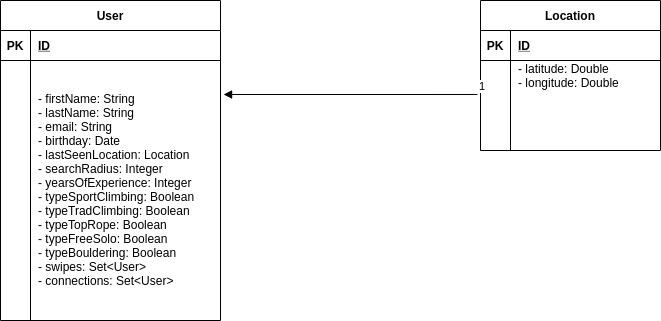 User
PK ID
- firstName: String
- lastName: String
- email: String
- birthday: Date
- lastSeenLocation: Location
- searchRadius: Integer
- yearsOfExperience: Integer
- typeSportClimbing: Boolean
- typeTradClimbing: Boolean
- typeTopRope: Boolean
- typeFreeSolo: Boolean
- typeBouldering: Boolean
- swipes: Set<User>
- connections: Set<User>
1
Location
PK ID
- latitude: Double
- longitude: Double